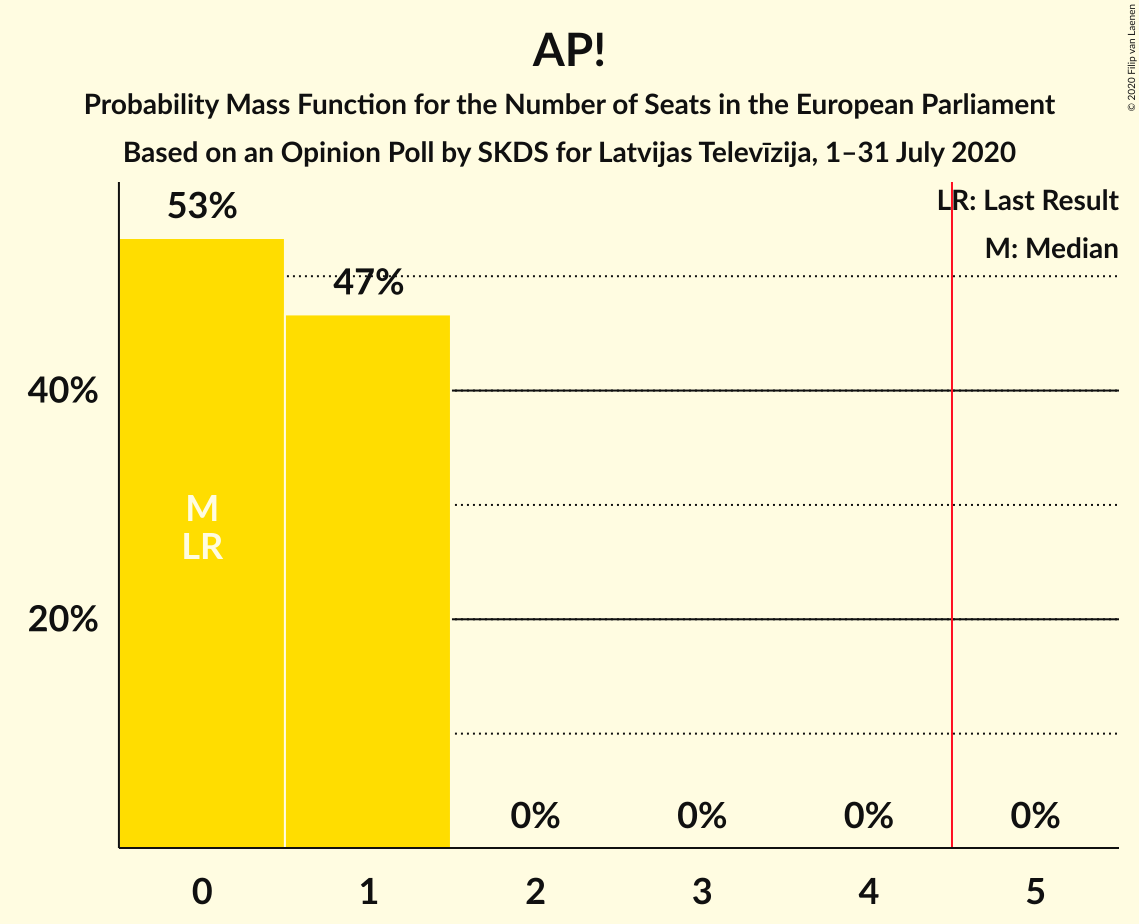 AP!
Probability Mass Function for the Number of Seats in the European Parliament
Based on an Opinion Poll by SKDS for Latvijas Televīzija, 1–31 July 2020
© 2020 Filip van Laenen
LR: Last Result
M: Median
53%
47%
40%
20%
M
LR
0% 0% 0% 0%
0 1 2 3 4 5